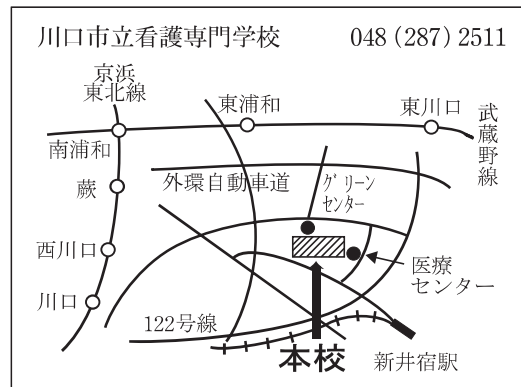 川口市立看護専門学校 048(287)2511
京浜
東北線
東浦和
東川口
武蔵野線
南浦和
外環自動車道
グリーン
センター
蕨
西川口
医療
センター
川口
122号線
本校
新井宿駅